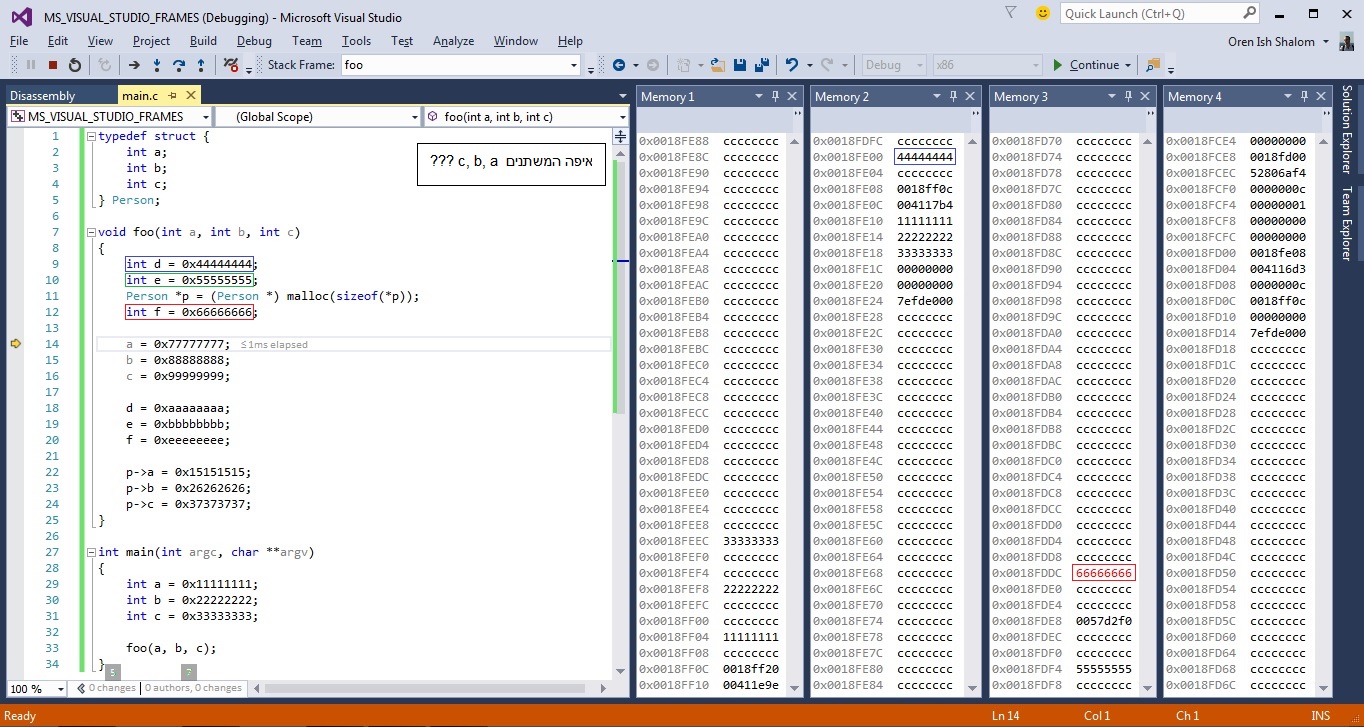 MS_VISUAL_STUDIO_FRAMES (Debugging) - Microsoft Visual Studio
Quick Launch (Ctrl+Q)
File Edit View Project Build Debug Team Tools Test Analyze Window Help
Oren Ish Shalom
Stack Frame: foo
Debug x86 Continue
Disassembly main.c
MS_VISUAL_STUDIO_FRAMES (Global Scope) foo(int a, int b, int c)
1 typedef struct {
2 int a;
3 int b;
4 int c;
5 } Person;
6
7 void foo(int a, int b, int c)
8 {
9 int d = 0x44444444;
10 int e = 0x55555555;
11 Person *p = (Person *) malloc(sizeof(*p));
12 int f = 0x66666666;
13
14 a = 0x77777777; ≤1ms elapsed
15 b = 0x88888888;
16 c = 0x99999999;
17
18 d = 0xaaaaaaaa;
19 e = 0xbbbbbbbb;
20 f = 0xeeeeeeee;
21
22 p->a = 0x15151515;
23 p->b = 0x26262626;
24 p->c = 0x37373737;
25 }
26
27 int main(int argc, char **argv)
28 {
29 int a = 0x11111111;
30 int b = 0x22222222;
31 int c = 0x33333333;
32
33 foo(a, b, c);
34 }
איפה המשתנים c, b, a ???
5 7
100 % 0 changes | 0 authors, 0 changes
Memory 1
0x0018FE88 cccccccc
0x0018FE8C cccccccc
0x0018FE90 cccccccc
0x0018FE94 cccccccc
0x0018FE98 cccccccc
0x0018FE9C cccccccc
0x0018FEA0 cccccccc
0x0018FEA4 cccccccc
0x0018FEA8 cccccccc
0x0018FEAC cccccccc
0x0018FEB0 cccccccc
0x0018FEB4 cccccccc
0x0018FEB8 cccccccc
0x0018FEBC cccccccc
0x0018FEC0 cccccccc
0x0018FEC4 cccccccc
0x0018FEC8 cccccccc
0x0018FECC cccccccc
0x0018FED0 cccccccc
0x0018FED4 cccccccc
0x0018FED8 cccccccc
0x0018FEDC cccccccc
0x0018FEE0 cccccccc
0x0018FEE4 cccccccc
0x0018FEE8 cccccccc
0x0018FEEC 33333333
0x0018FEF0 cccccccc
0x0018FEF4 cccccccc
0x0018FEF8 22222222
0x0018FEFC cccccccc
0x0018FF00 cccccccc
0x0018FF04 11111111
0x0018FF08 cccccccc
0x0018FF0C 0018ff20
0x0018FF10 00411e9e
Memory 2
0x0018FDFC cccccccc
0x0018FE00 44444444
0x0018FE04 cccccccc
0x0018FE08 0018ff0c
0x0018FE0C 004117b4
0x0018FE10 11111111
0x0018FE14 22222222
0x0018FE18 33333333
0x0018FE1C 00000000
0x0018FE20 00000000
0x0018FE24 7efde000
0x0018FE28 cccccccc
0x0018FE2C cccccccc
0x0018FE30 cccccccc
0x0018FE34 cccccccc
0x0018FE38 cccccccc
0x0018FE3C cccccccc
0x0018FE40 cccccccc
0x0018FE44 cccccccc
0x0018FE48 cccccccc
0x0018FE4C cccccccc
0x0018FE50 cccccccc
0x0018FE54 cccccccc
0x0018FE58 cccccccc
0x0018FE5C cccccccc
0x0018FE60 cccccccc
0x0018FE64 cccccccc
0x0018FE68 cccccccc
0x0018FE6C cccccccc
0x0018FE70 cccccccc
0x0018FE74 cccccccc
0x0018FE78 cccccccc
0x0018FE7C cccccccc
0x0018FE80 cccccccc
0x0018FE84 cccccccc
Memory 3
0x0018FD70 cccccccc
0x0018FD74 cccccccc
0x0018FD78 cccccccc
0x0018FD7C cccccccc
0x0018FD80 cccccccc
0x0018FD84 cccccccc
0x0018FD88 cccccccc
0x0018FD8C cccccccc
0x0018FD90 cccccccc
0x0018FD94 cccccccc
0x0018FD98 cccccccc
0x0018FD9C cccccccc
0x0018FDA0 cccccccc
0x0018FDA4 cccccccc
0x0018FDA8 cccccccc
0x0018FDAC cccccccc
0x0018FDB0 cccccccc
0x0018FDB4 cccccccc
0x0018FDB8 cccccccc
0x0018FDBC cccccccc
0x0018FDC0 cccccccc
0x0018FDC4 cccccccc
0x0018FDC8 cccccccc
0x0018FDCC cccccccc
0x0018FDD0 cccccccc
0x0018FDD4 cccccccc
0x0018FDD8 cccccccc
0x0018FDDC 66666666
0x0018FDE0 cccccccc
0x0018FDE4 cccccccc
0x0018FDE8 0057d2f0
0x0018FDEC cccccccc
0x0018FDF0 cccccccc
0x0018FDF4 55555555
0x0018FDF8 cccccccc
Memory 4
0x0018FCE4 00000000
0x0018FCE8 0018fd00
0x0018FCEC 52806af4
0x0018FCF0 0000000c
0x0018FCF4 00000001
0x0018FCF8 00000000
0x0018FCFC 00000000
0x0018FD00 0018fe08
0x0018FD04 004116d3
0x0018FD08 0000000c
0x0018FD0C 0018ff0c
0x0018FD10 00000000
0x0018FD14 7efde000
0x0018FD18 cccccccc
0x0018FD1C cccccccc
0x0018FD20 cccccccc
0x0018FD24 cccccccc
0x0018FD28 cccccccc
0x0018FD2C cccccccc
0x0018FD30 cccccccc
0x0018FD34 cccccccc
0x0018FD38 cccccccc
0x0018FD3C cccccccc
0x0018FD40 cccccccc
0x0018FD44 cccccccc
0x0018FD48 cccccccc
0x0018FD4C cccccccc
0x0018FD50 cccccccc
0x0018FD54 cccccccc
0x0018FD58 cccccccc
0x0018FD5C cccccccc
0x0018FD60 cccccccc
0x0018FD64 cccccccc
0x0018FD68 cccccccc
0x0018FD6C cccccccc
Solution Explorer
Team Explorer
Ready Ln 14 Col 1 Ch 1 INS